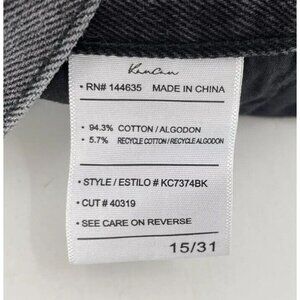 KanCan
• RN# 144635 MADE IN CHINA
• 94.3% COTTON / ALGODON
• 5.7% RECYCLE COTTON / RECYCLE ALGODON
• STYLE / ESTILO # KC7374BK
• CUT # 40319
• SEE CARE ON REVERSE
15/31